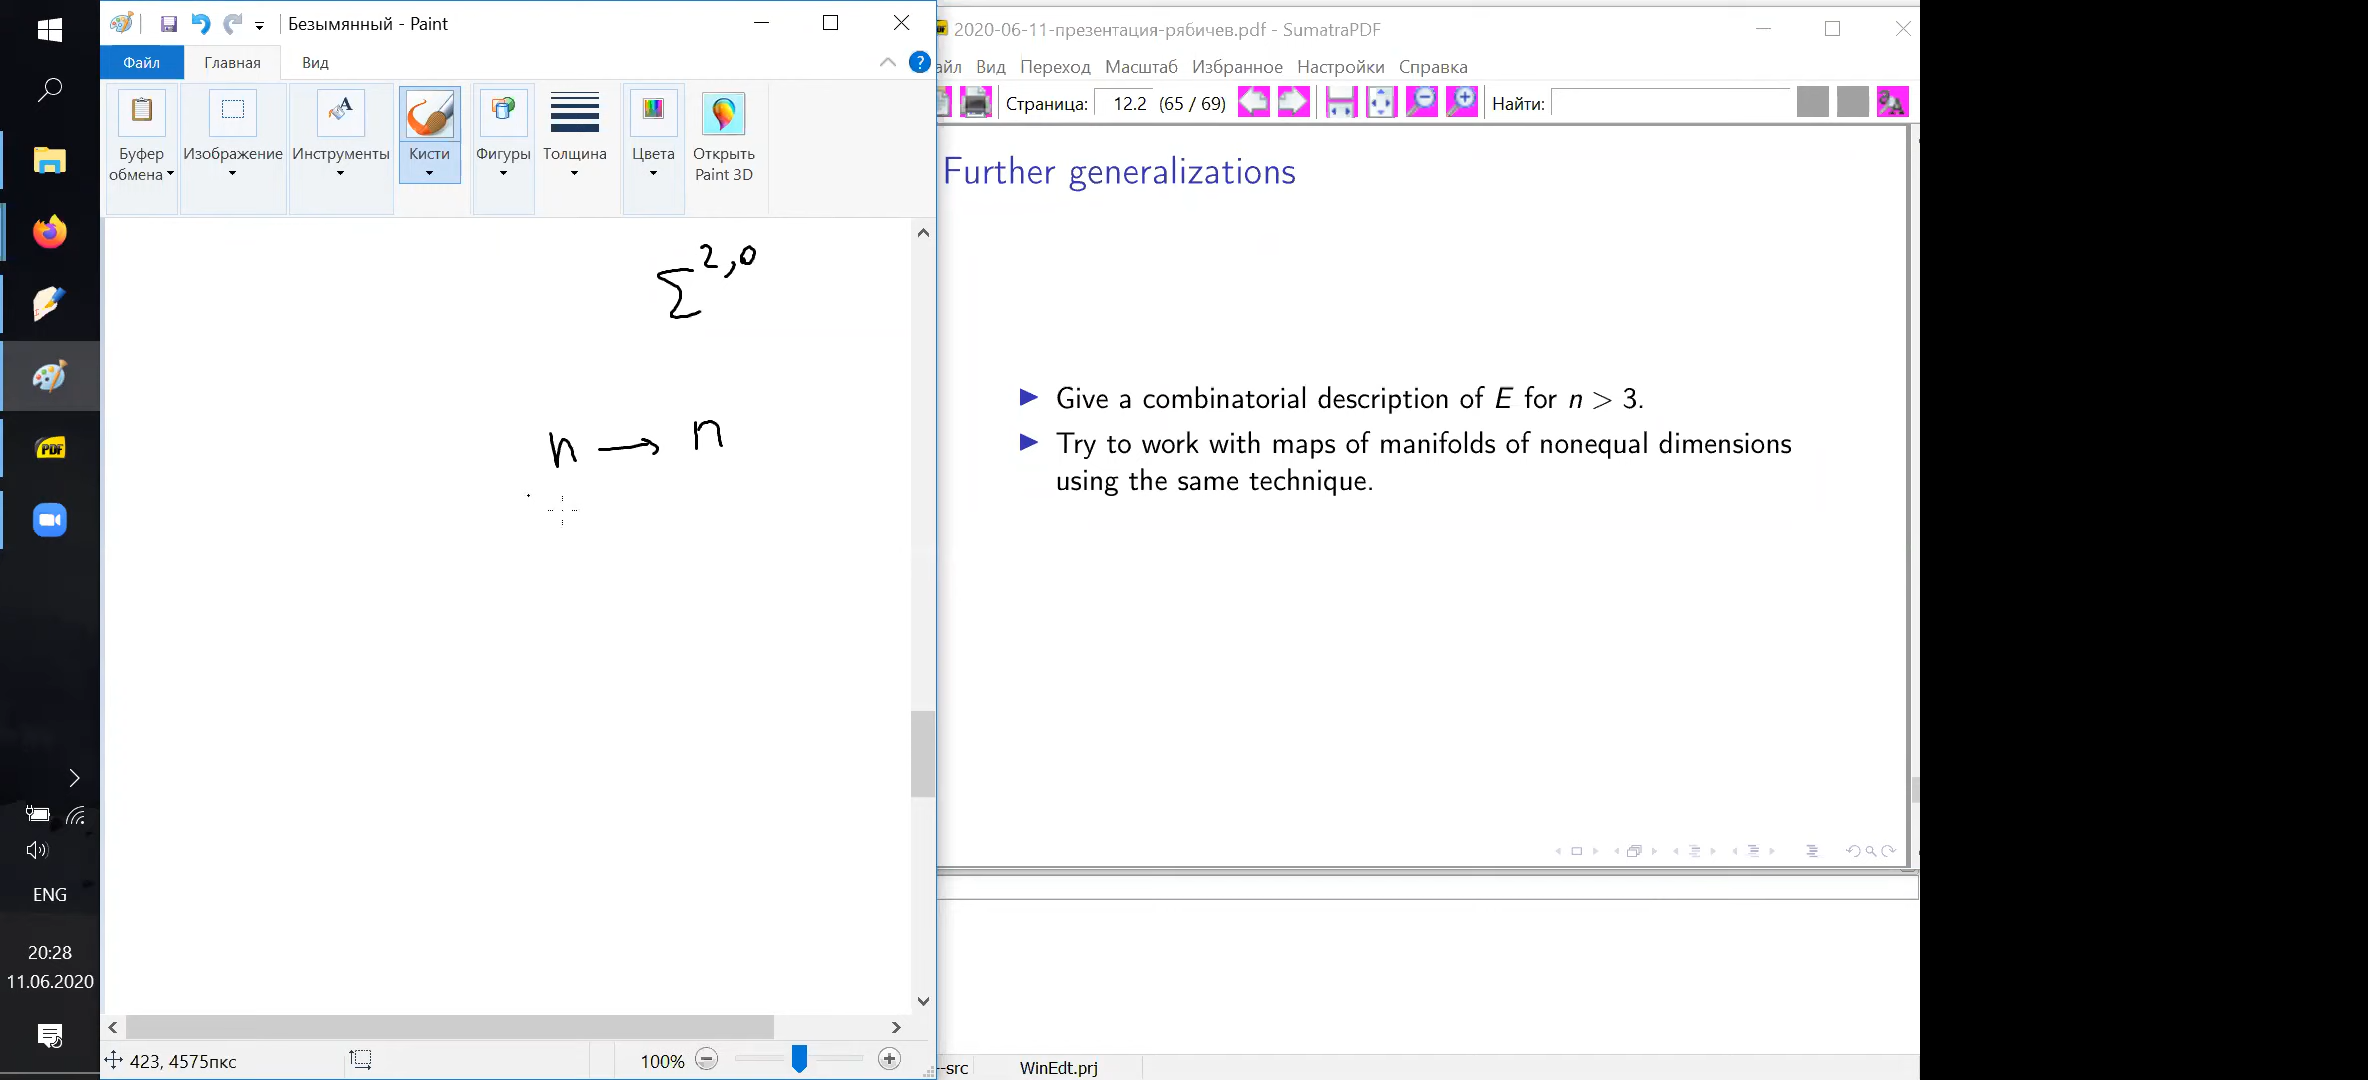 Безымянный - Paint
Файл Главная Вид
Буфер обмена
Изображение
Инструменты
Кисти
Фигуры
Толщина
Цвета
Открыть Paint 3D
Σ^2,0
n → n
423, 4575пкс
100%
ENG
20:28
11.06.2020
2020-06-11-презентация-рябичев.pdf - SumatraPDF
айл Вид Переход Масштаб Избранное Настройки Справка
Страница: 12.2 (65 / 69) Найти:
Further generalizations
▶ Give a combinatorial description of E for n > 3.
▶ Try to work with maps of manifolds of nonequal dimensions
using the same technique.
--src WinEdt.prj
PDF